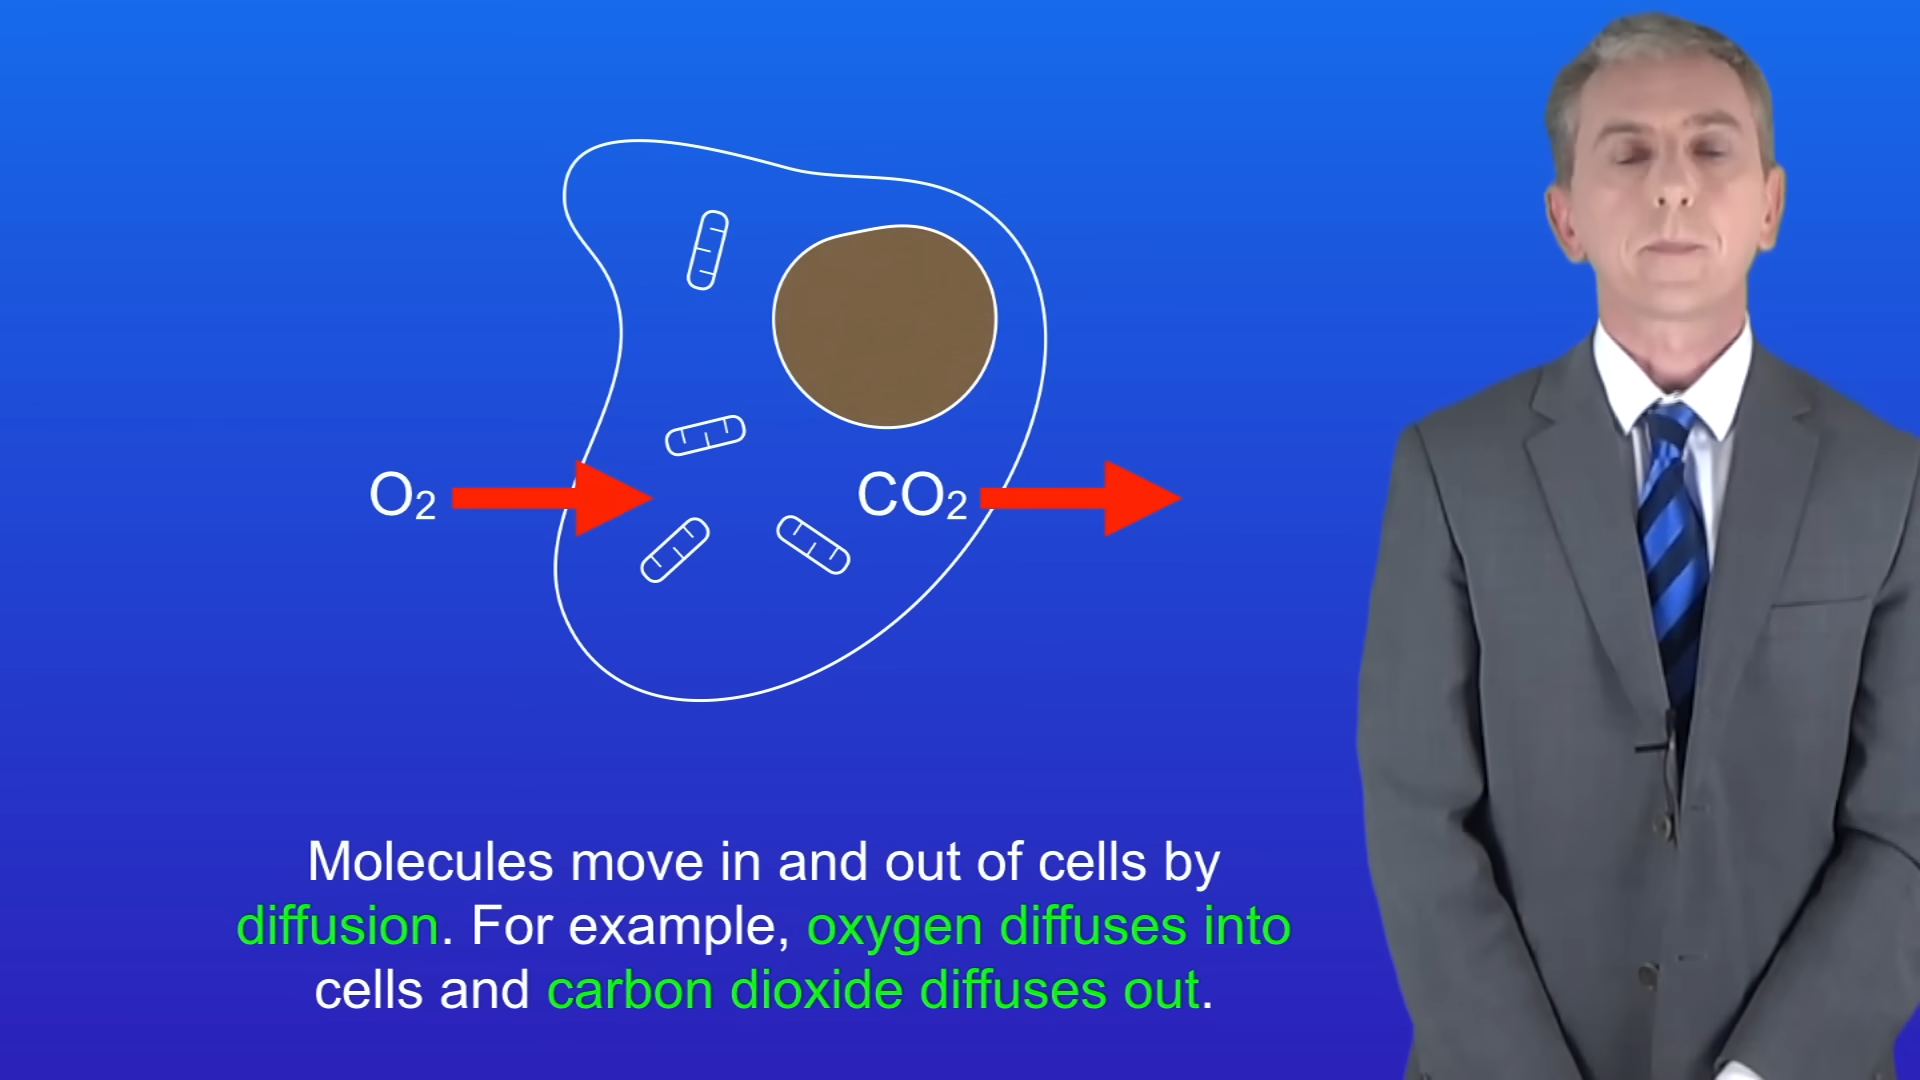 O₂ CO₂
Molecules move in and out of cells by
diffusion. For example, oxygen diffuses into
cells and carbon dioxide diffuses out.